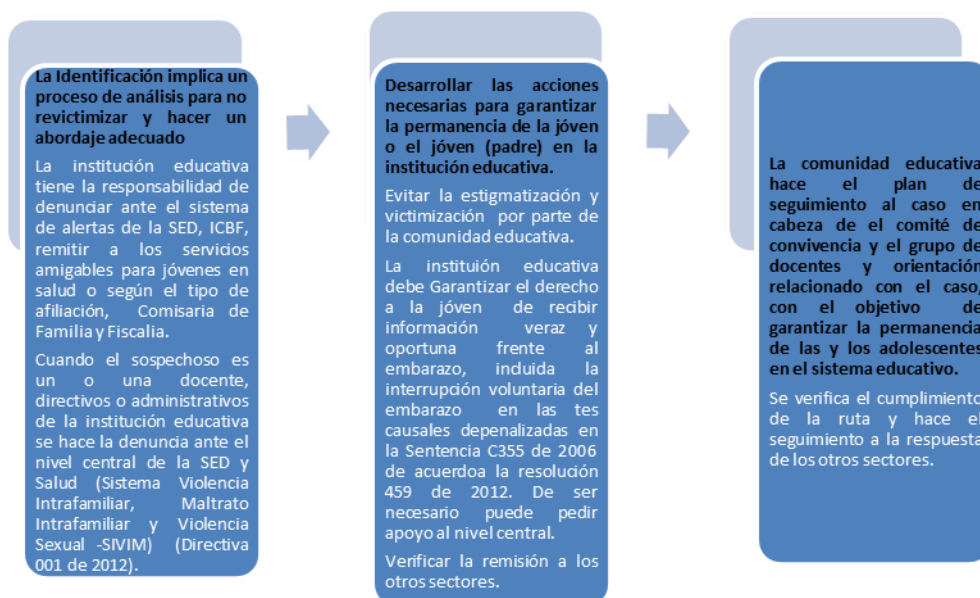 La Identificación implica un
proceso de análisis para no
revictimizar y hacer un
abordaje adecuado
La institución educativa
tiene la responsabilidad de
denunciar ante el sistema
de alertas de la SED, ICBF,
remitir a los servicios
amigables para jóvenes en
salud o según el tipo de
afiliación, Comisaria de
Familia y Fiscalia.
Cuando el sospechoso es
un o una docente,
directivos o administrativos
de la institución educativa
se hace la denuncia ante el
nivel central de la SED y
Salud (Sistema Violencia
Intrafamiliar, Maltrato
Intrafamiliar y Violencia
Sexual -SIVIM) (Directiva
001 de 2012).
Desarrollar las acciones
necesarias para garantizar
la permanencia de la jóven
o el jóven (padre) en la
institución educativa.
Evitar la estigmatización y
victimización por parte de
la comunidad educativa.
La instituión educativa
debe Garantizar el derecho
a la jóven de recibir
información veraz y
oportuna frente al
embarazo, incluida la
interrupción voluntaria del
embarazo en las tes
causales depenalizadas en
la Sentencia C355 de 2006
de acuerdoa la resolución
459 de 2012. De ser
necesario puede pedir
apoyo al nivel central.
Verificar la remisión a los
otros sectores.
La comunidad educativa
hace el plan de
seguimiento al caso en
cabeza de el comité de
convivencia y el grupo de
docentes y orientación
relacionado con el caso,
con el objetivo de
garantizar la permanencia
de las y los adolescentes
en el sistema educativo.
Se verifica el cumplimiento
de la ruta y hace el
seguimiento a la respuesta
de los otros sectores.